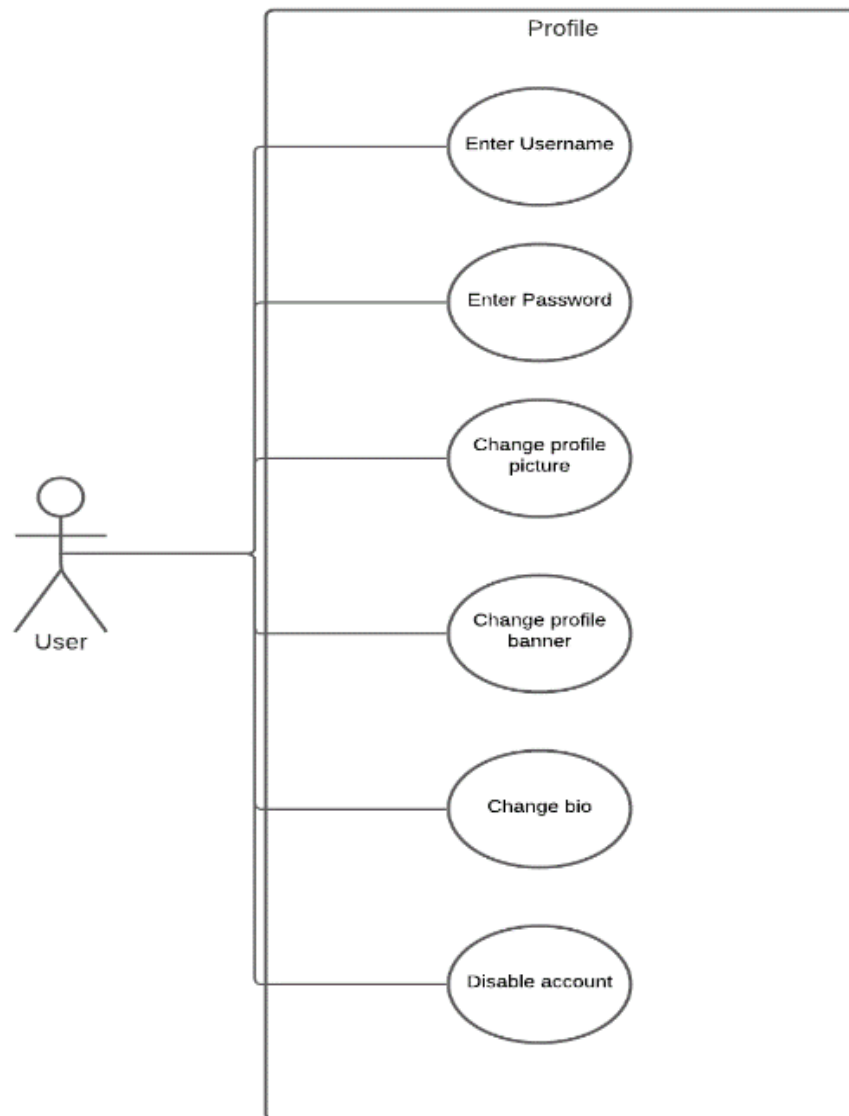 Profile
Enter Username
Enter Password
Change profile
picture
User
Change profile
banner
Change bio
Disable account